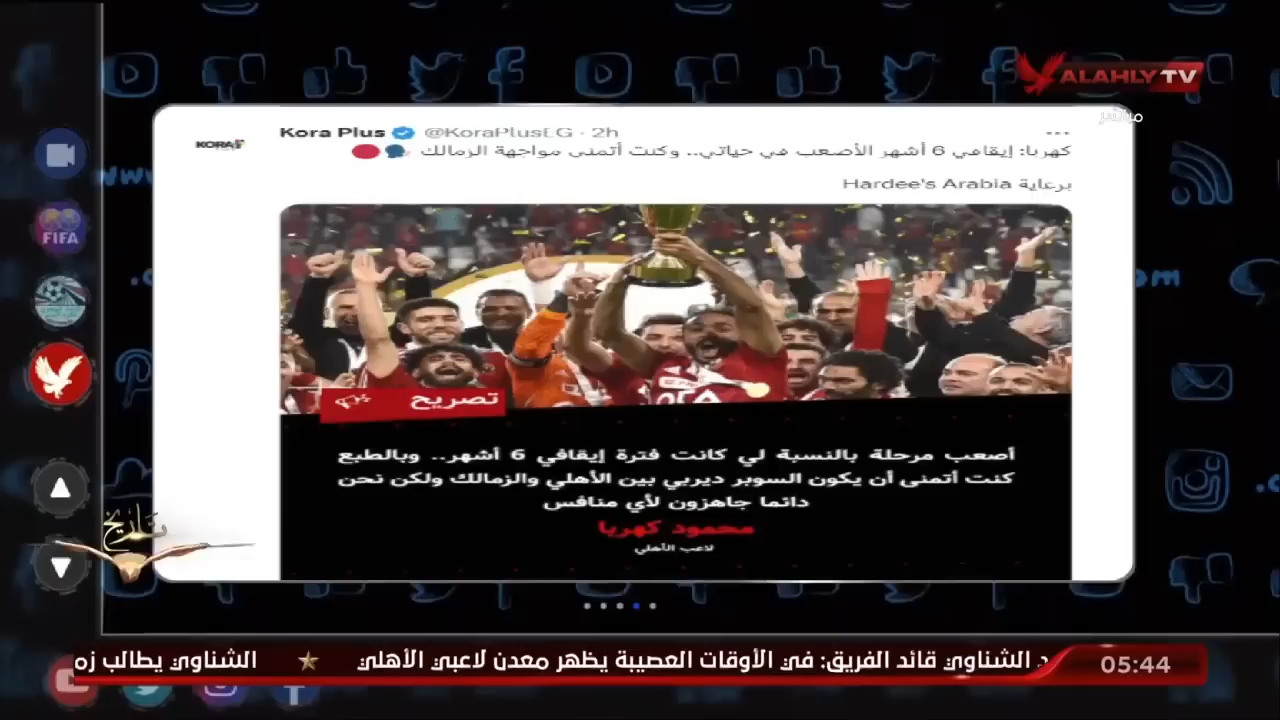 ALAHLY TV
مباشر
Kora Plus @KoraPlusEG · 2h
كهربا: إيقافي 6 أشهر الأصعب في حياتي.. وكنت أتمنى مواجهة الزمالك
برعاية Hardee's Arabia
FIFA
تصريح
أصعب مرحلة بالنسبة لي كانت فترة إيقافي 6 أشهر.. وبالطبع
كنت أتمنى أن يكون السوبر ديربي بين الأهلي والزمالك ولكن نحن
دائما جاهزون لأي منافس
محمود كهربا
لاعب الأهلي
تاريخ
د الشناوي قائد الفريق: في الأوقات العصيبة يظهر معدن لاعبي الأهلي ★ الشناوي يطالب زم
05:44